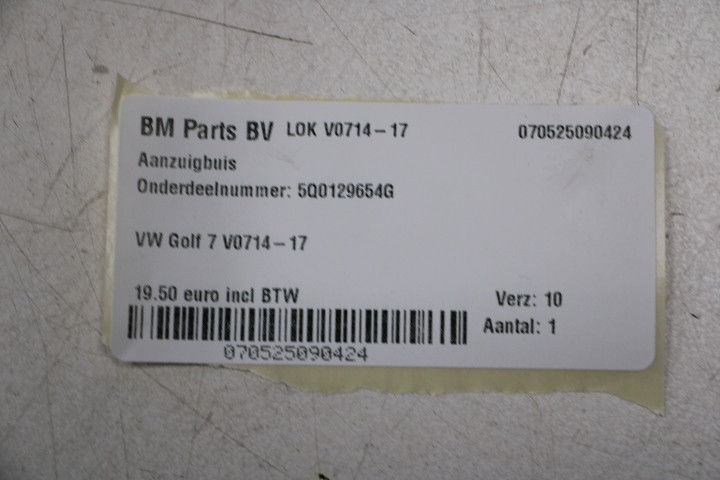 BM Parts BV LOK V0714-17 070525090424
Aanzuigbuis
Onderdeelnummer: 5Q0129654G
VW Golf 7 V0714-17
19.50 euro incl BTW Verz: 10
Aantal: 1
070525090424